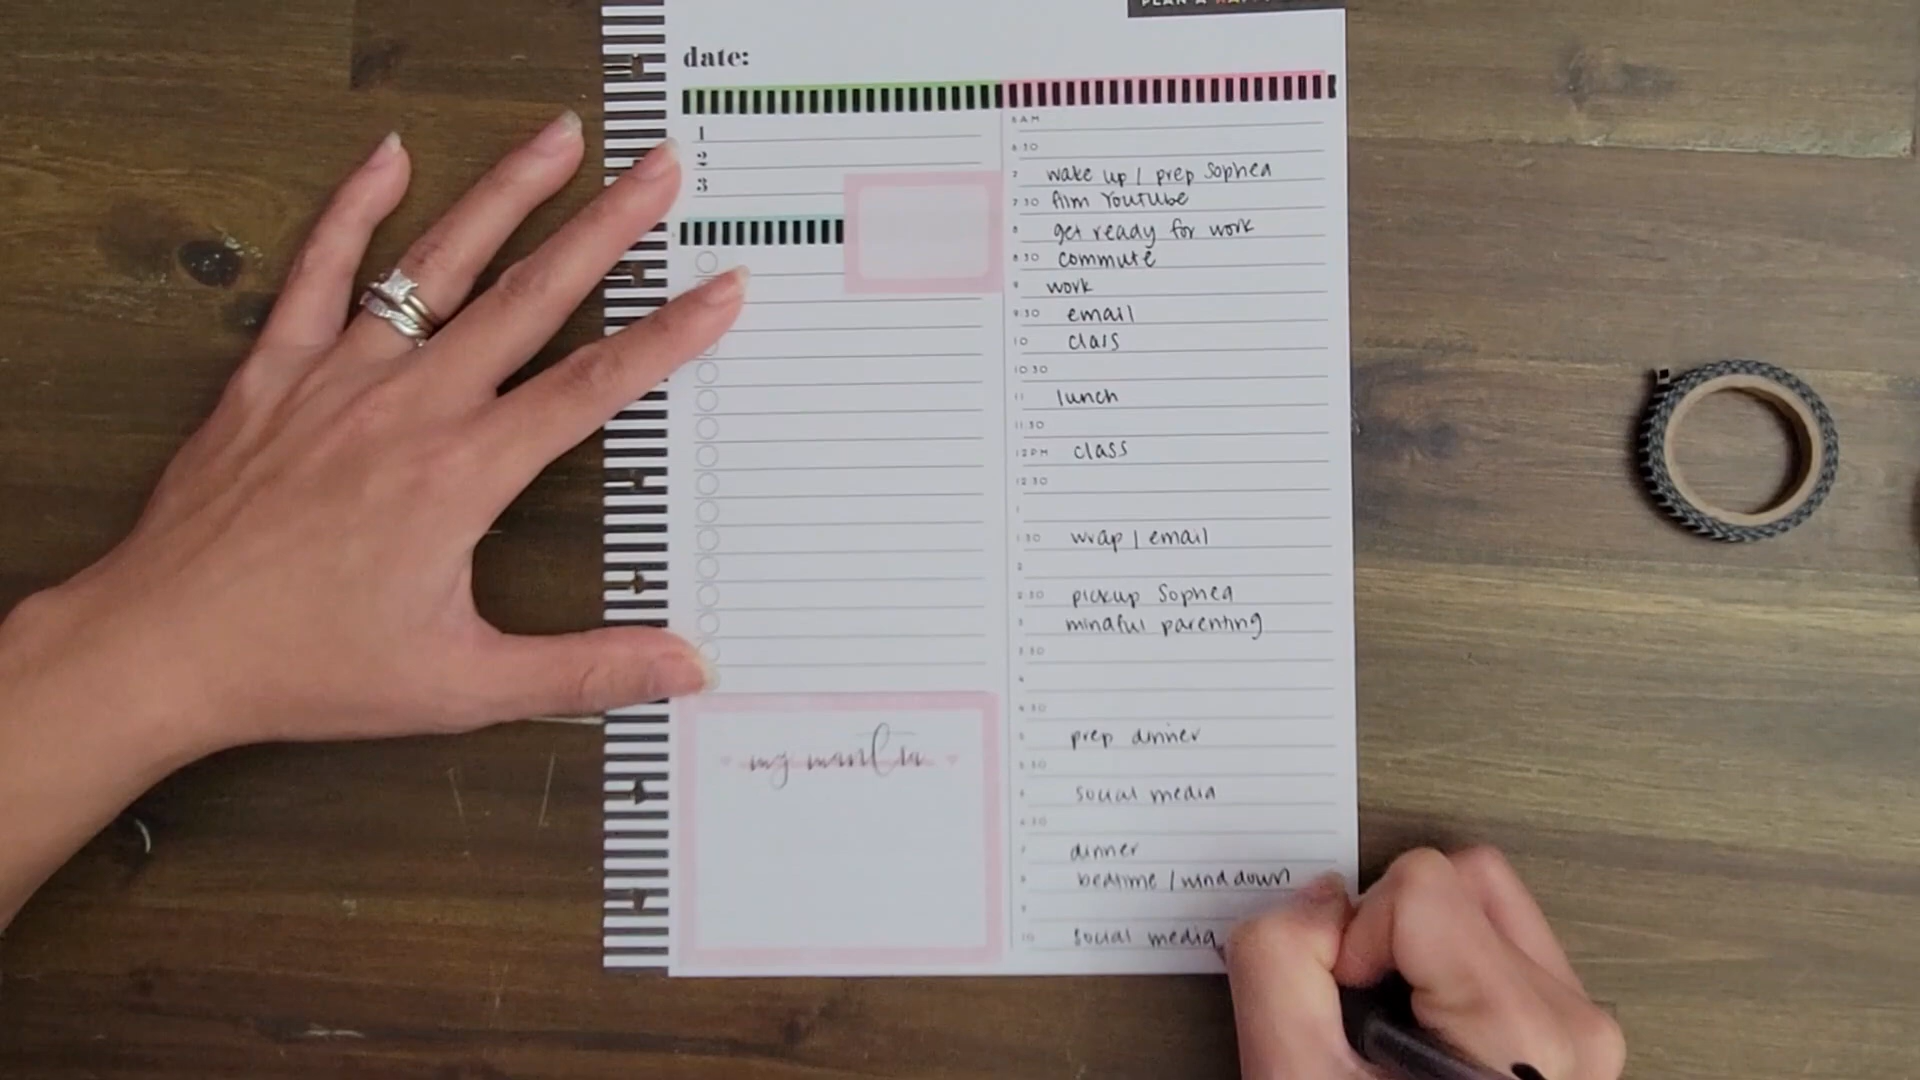 PLAN A HAPPY
date:
1
2
3
6 AM
6:30
7 wake up / prep Sophea
7:30 film YouTube
8 get ready for work
8:30 commute
9 work
9:30 email
10 class
10:30
11 lunch
11:30
12 PM class
12:30
1
1:30 wrap / email
2
2:30 pickup Sophea
3 mindful parenting
3:30
4
4:30
5 prep dinner
5:30
6 social media
6:30
7 dinner
8 bedtime / wind down
9
10 social media
my mantra